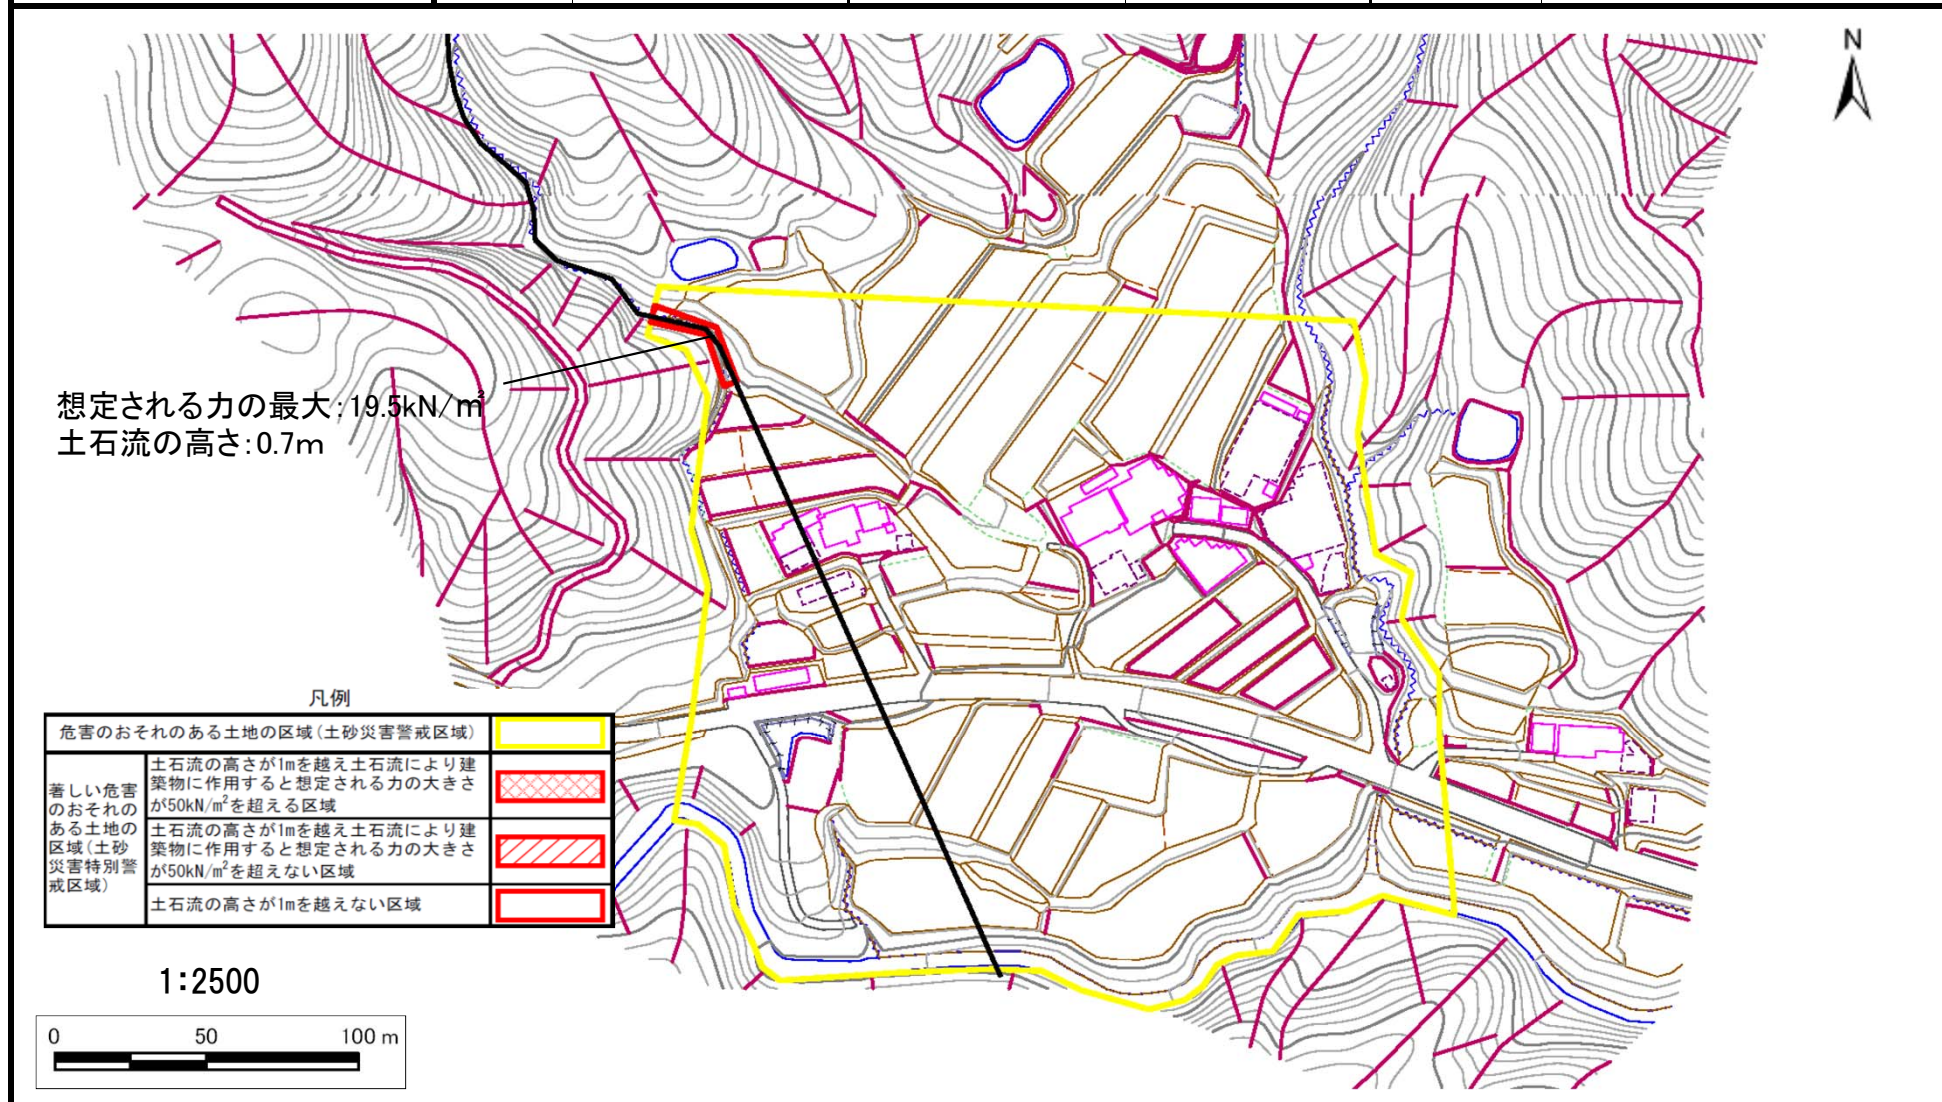 N
想定される力の最大:19.5kN/㎡
土石流の高さ:0.7m
凡例
危害のおそれのある土地の区域(土砂災害警戒区域)
著しい危害
のおそれの
ある土地の
区域(土砂
災害特別警
戒区域)
土石流の高さが1mを越え土石流により建
築物に作用すると想定される力の大きさ
が50kN/㎡を超える区域
土石流の高さが1mを越え土石流により建
築物に作用すると想定される力の大きさ
が50kN/㎡を超えない区域
土石流の高さが1mを越えない区域
1:2500
0 50 100 m